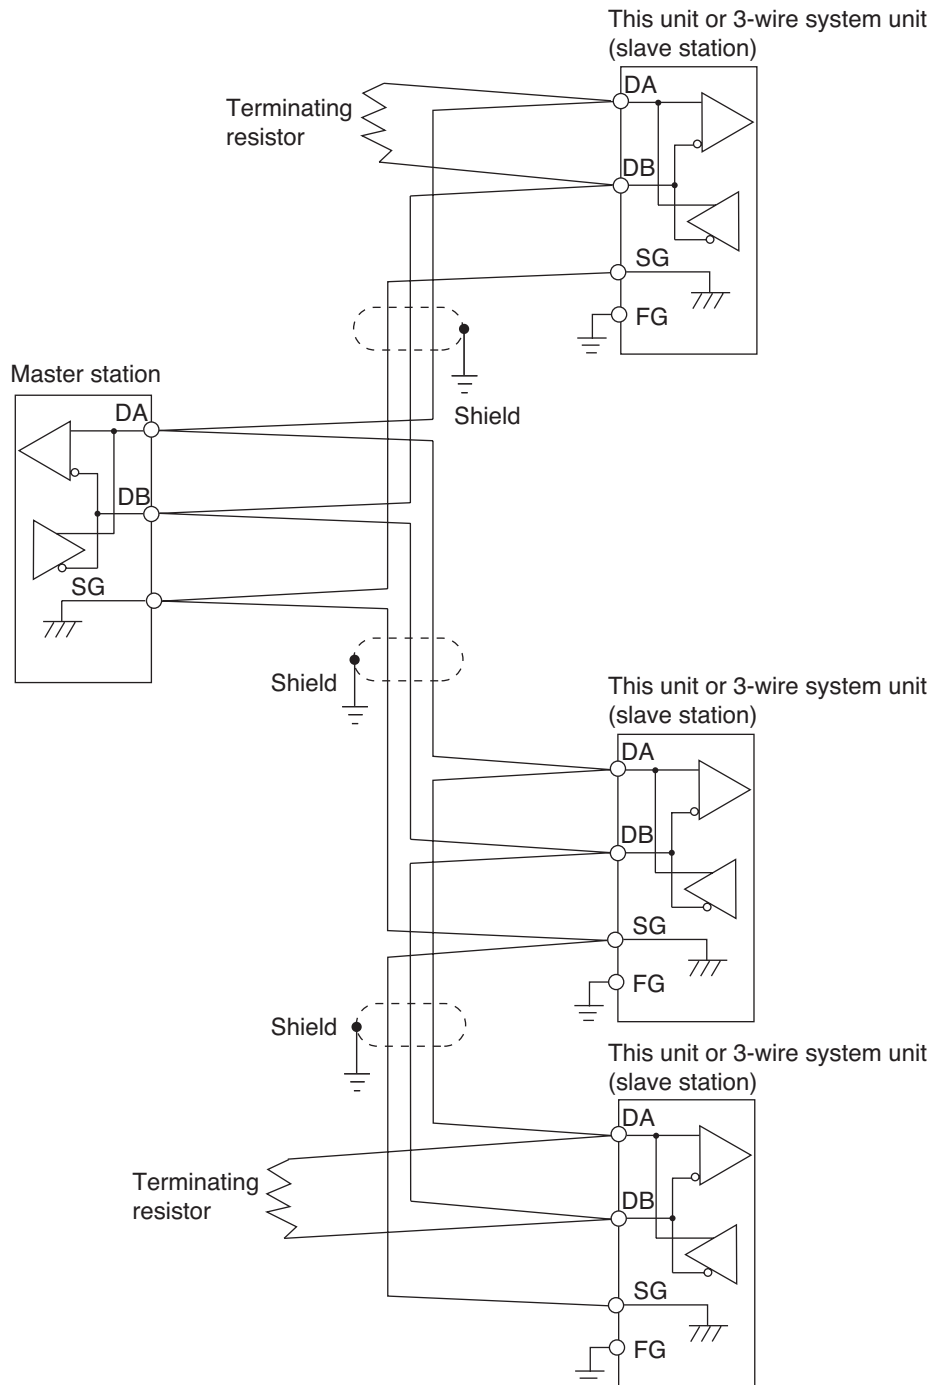 This unit or 3-wire system unit
(slave station)
Terminating
resistor
DA
DB
SG
FG
Shield
Master station
DA
DB
SG
Shield
This unit or 3-wire system unit
(slave station)
DA
DB
SG
FG
Shield
This unit or 3-wire system unit
(slave station)
DA
Terminating
resistor
DB
SG
FG